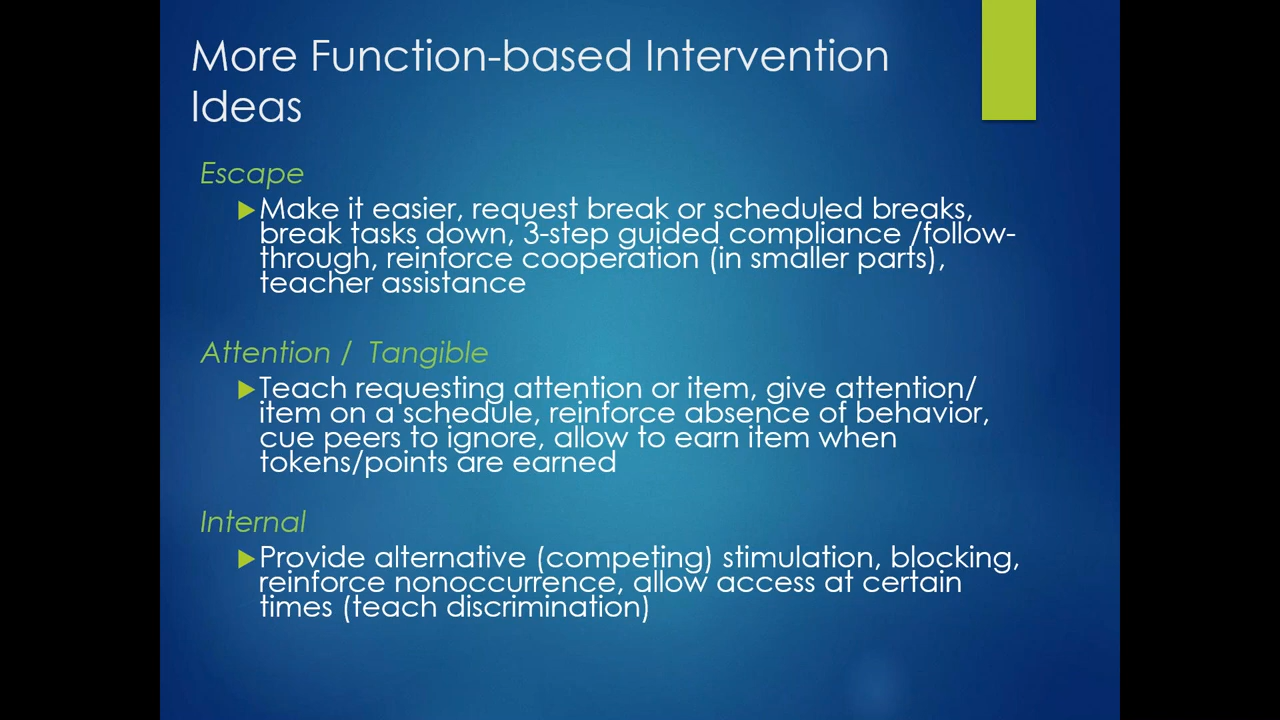 More Function-based Intervention
Ideas
Escape
Make it easier, request break or scheduled breaks,
break tasks down, 3-step guided compliance /follow-
through, reinforce cooperation (in smaller parts),
teacher assistance
Attention / Tangible
Teach requesting attention or item, give attention/
item on a schedule, reinforce absence of behavior,
cue peers to ignore, allow to earn item when
tokens/points are earned
Internal
Provide alternative (competing) stimulation, blocking,
reinforce nonoccurrence, allow access at certain
times (teach discrimination)